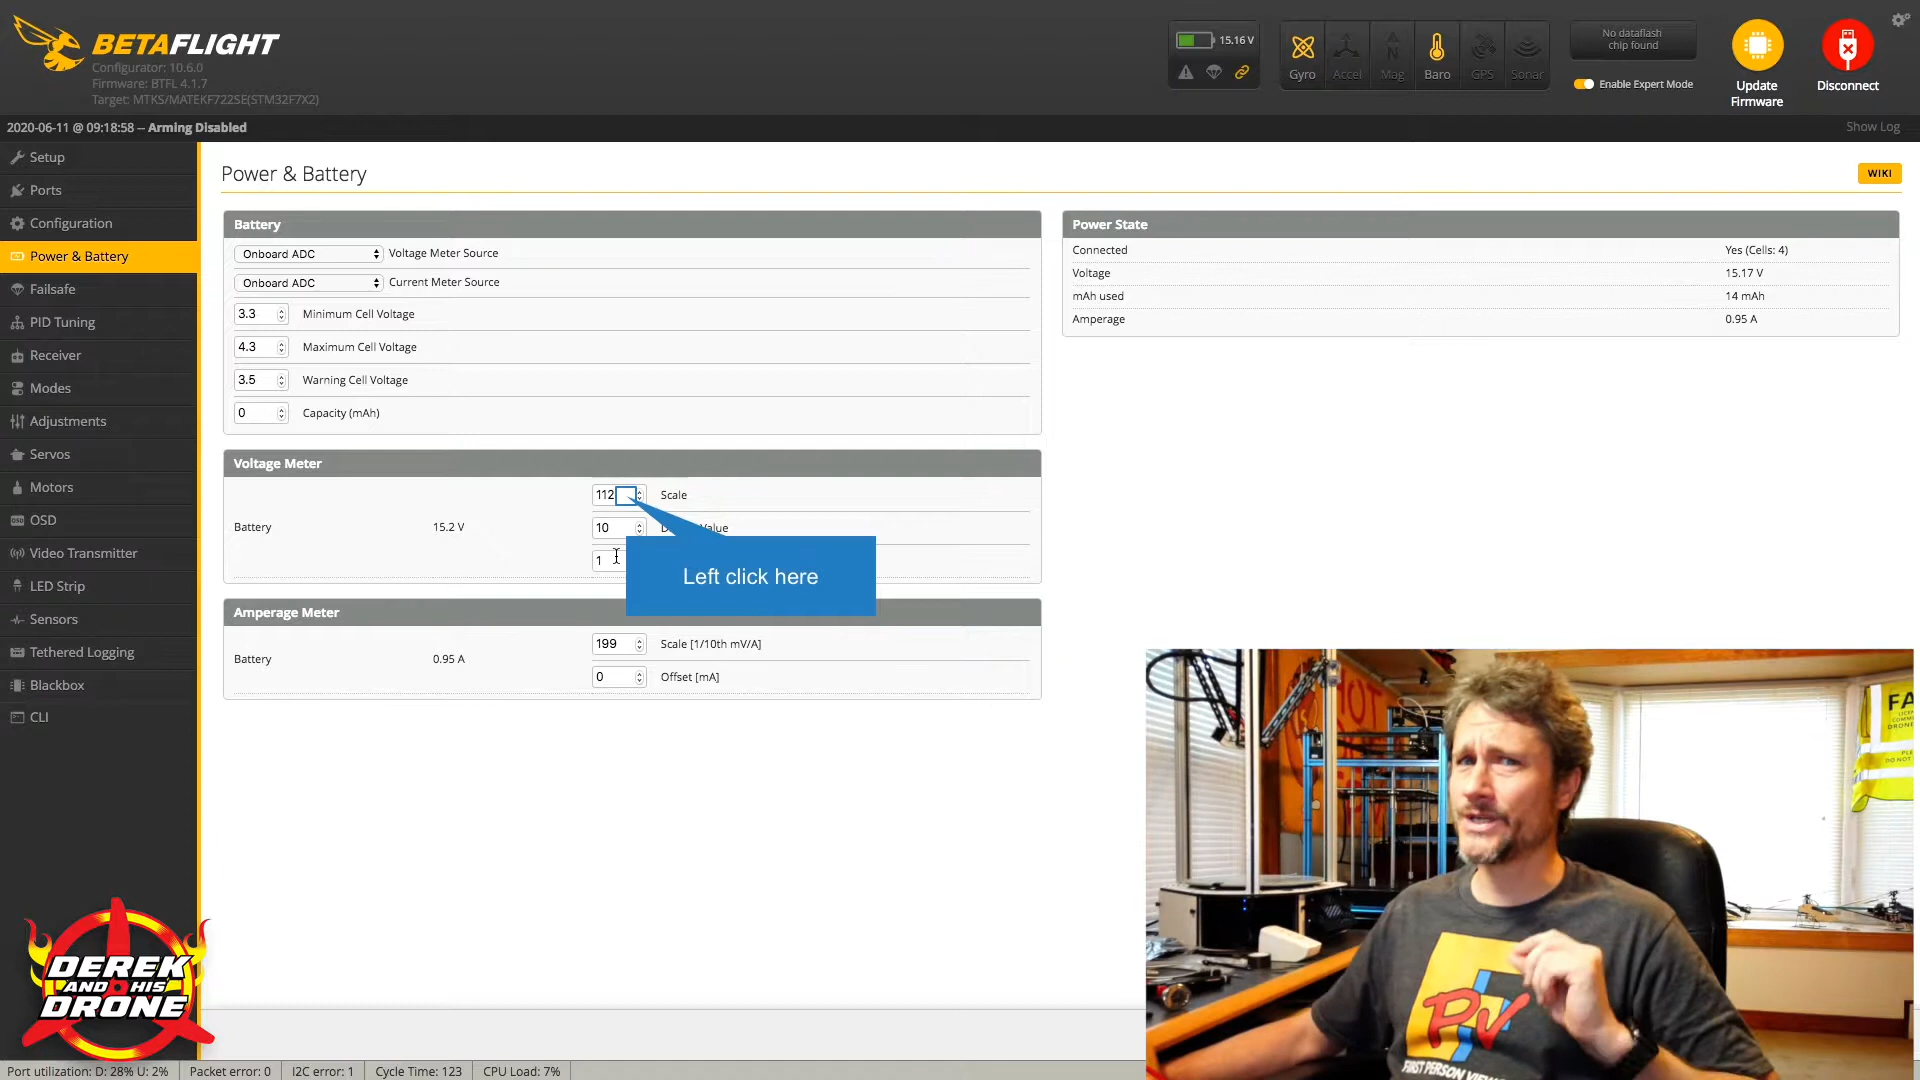 BETAFLIGHT
Configurator: 10.6.0
Firmware: BTFL 4.1.7
Target: MTKS/MATEKF722SE(STM32F7X2)
15.16 V
Gyro
Accel
Mag
Baro
GPS
Sonar
No dataflash
chip found
Enable Expert Mode
Update
Firmware
Disconnect
2020-06-11 @ 09:18:58 -- Arming Disabled
Show Log
Setup
Ports
Configuration
Power & Battery
Failsafe
PID Tuning
Receiver
Modes
Adjustments
Servos
Motors
OSD
Video Transmitter
LED Strip
Sensors
Tethered Logging
Blackbox
CLI
Power & Battery
WIKI
Battery
Onboard ADC Voltage Meter Source
Onboard ADC Current Meter Source
3.3 Minimum Cell Voltage
4.3 Maximum Cell Voltage
3.5 Warning Cell Voltage
0 Capacity (mAh)
Power State
Connected Yes (Cells: 4)
Voltage 15.17 V
mAh used 14 mAh
Amperage 0.95 A
Voltage Meter
112 Scale
Battery 15.2 V
10 Value
1
Left click here
Amperage Meter
199 Scale [1/10th mV/A]
Battery 0.95 A
0 Offset [mA]
DEREK
AND HIS
DRONE
FA
PV
FIRST PERSON VIEW
Port utilization: D: 28% U: 2%
Packet error: 0
I2C error: 1
Cycle Time: 123
CPU Load: 7%